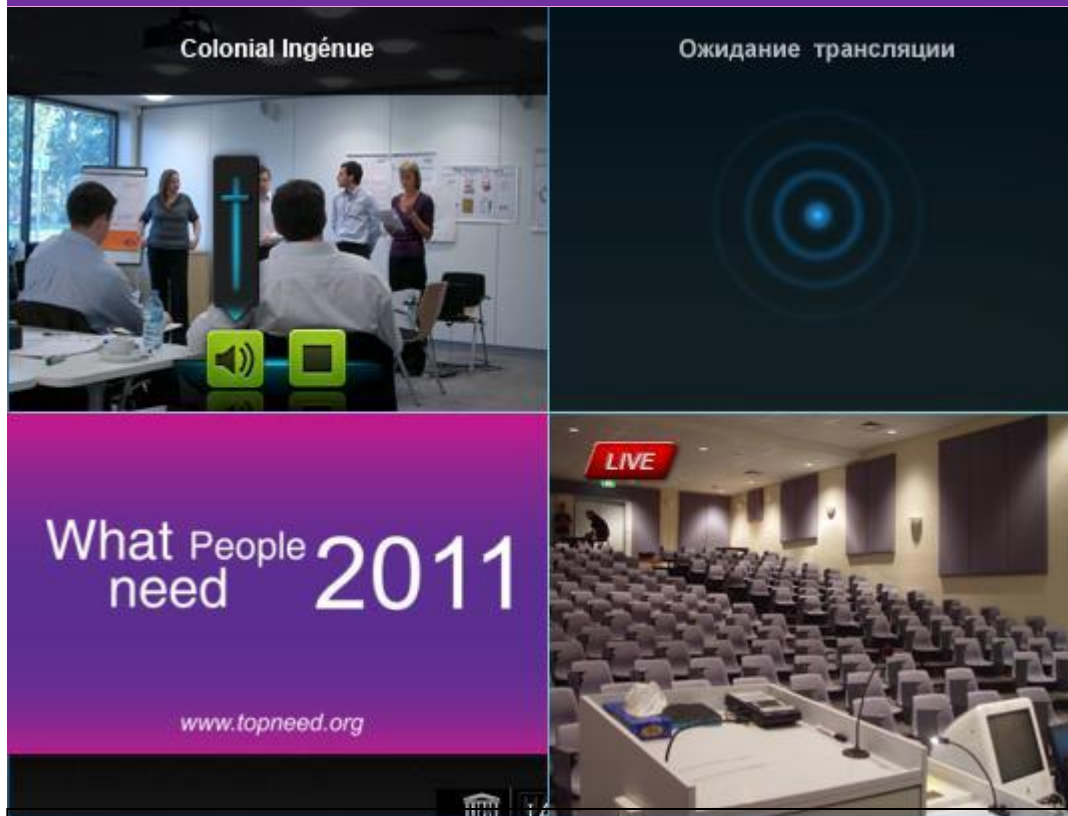 Colonial Ingénue
Ожидание трансляции
What People
need
2011
www.topneed.org
LIVE